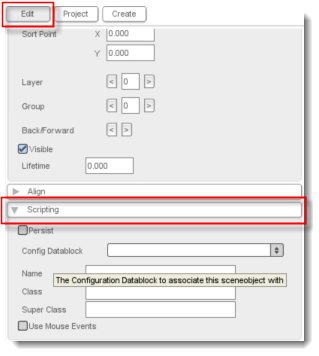 Edit Project Create
Sort Point X 0.000
Y 0.000
Layer < 0 >
Group < 0 >
Back/Forward < >
Visible
Lifetime 0.000
Align
Scripting
Persist
Config Datablock
Name
The Configuration Datablock to associate this sceneobject with
Class
Super Class
Use Mouse Events